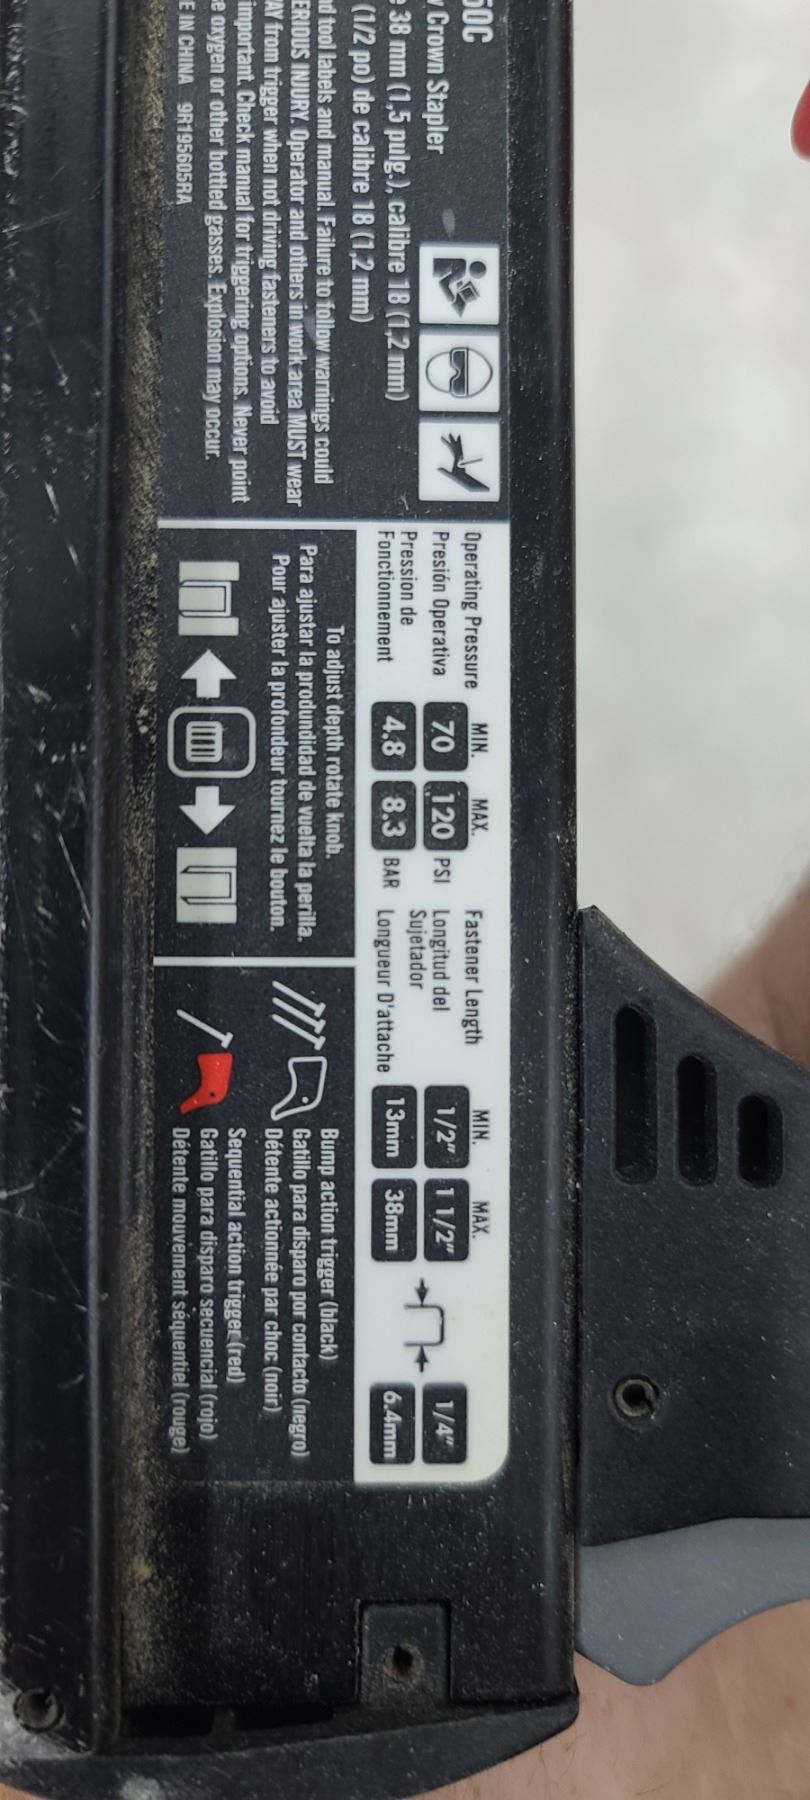 50C
Crown Stapler
38 mm (1,5 pulg.), calibre 18 (1,2 mm)
(1/2 po) de calibre 18 (1,2 mm)
tool labels and manual. Failure to follow warnings could
SERIOUS INJURY. Operator and others in work area MUST wear
from trigger when not driving fasteners to avoid
important. Check manual for triggering options. Never point
oxygen or other bottled gasses. Explosion may occur.
IN CHINA 9R195605RA
Operating Pressure
Presión Operativa
Pression de
Fonctionnement
MIN. MAX.
70 120 PSI
4.8 8.3 BAR
Fastener Length
Longitud del
Sujetador
Longueur D'attache
MIN. MAX.
1/2" 1 1/2" 1/4"
13mm 38mm 6.4mm
To adjust depth rotate knob.
Para ajustar la produndidad de vuelta la perilla.
Pour ajuster la profondeur tournez le bouton.
Bump action trigger (black)
Gatillo para disparo por contacto (negro)
Détente actionnée par choc (noir)
Sequential action trigger (red)
Gatillo para disparo secuencial (rojo)
Détente mouvement séquentiel (rouge)